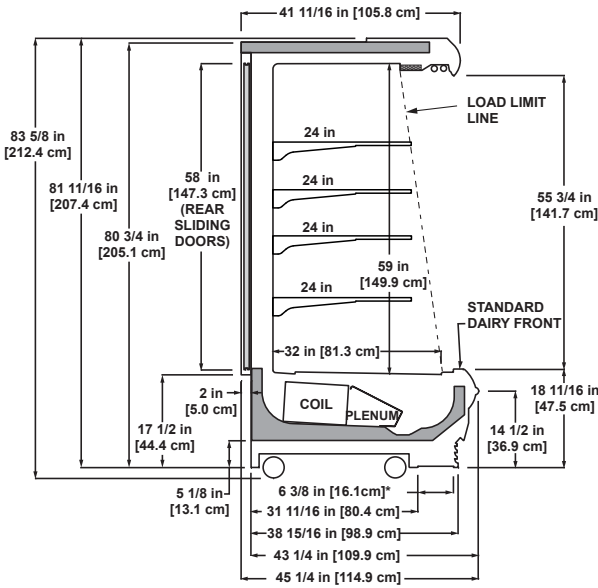 41 11/16 in [105.8 cm]
LOAD LIMIT
LINE
83 5/8 in
[212.4 cm]
81 11/16 in
[207.4 cm]
80 3/4 in
[205.1 cm]
58 in
[147.3 cm]
(REAR
SLIDING
DOORS)
24 in
24 in
24 in
24 in
55 3/4 in
[141.7 cm]
59 in
[149.9 cm]
STANDARD
DAIRY FRONT
32 in [81.3 cm]
2 in
[5.0 cm]
COIL
PLENUM
17 1/2 in
[44.4 cm]
18 11/16 in
[47.5 cm]
14 1/2 in
[36.9 cm]
5 1/8 in
[13.1 cm]
6 3/8 in [16.1cm]*
31 11/16 in [80.4 cm]
38 15/16 in [98.9 cm]
43 1/4 in [109.9 cm]
45 1/4 in [114.9 cm]